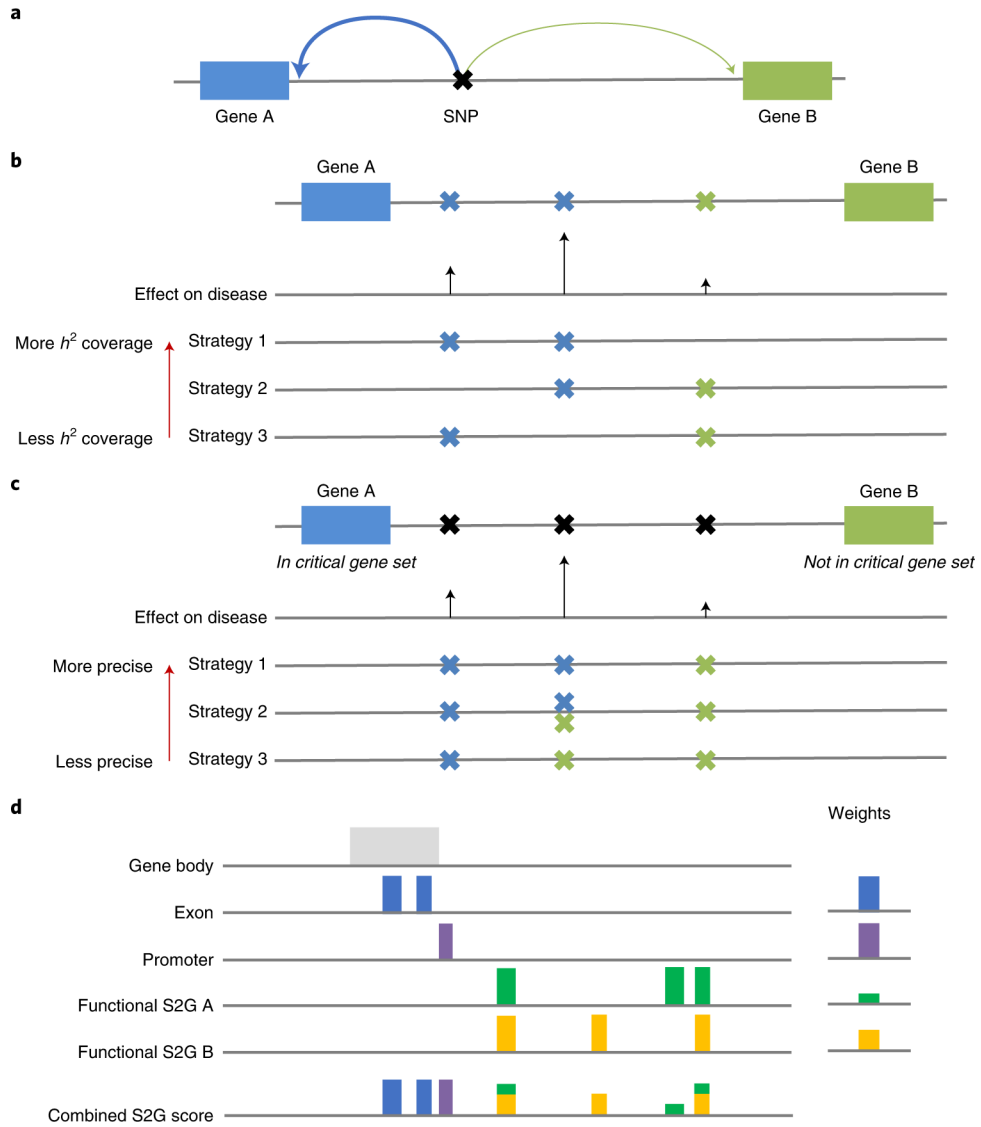 a
Gene A
SNP
Gene B
b
Gene A
Gene B
Effect on disease
More h² coverage
Strategy 1
Strategy 2
Less h² coverage
Strategy 3
c
Gene A
Gene B
In critical gene set
Not in critical gene set
Effect on disease
More precise
Strategy 1
Strategy 2
Less precise
Strategy 3
d
Weights
Gene body
Exon
Promoter
Functional S2G A
Functional S2G B
Combined S2G score